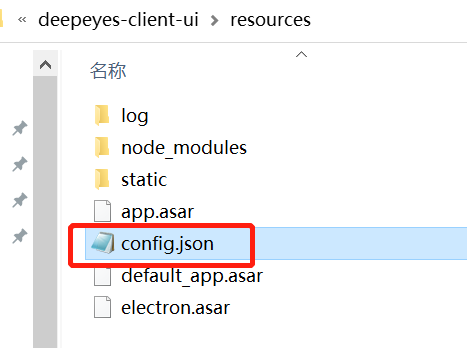 « deepeyes-client-ui › resources
名称
log
node_modules
static
app.asar
config.json
default_app.asar
electron.asar